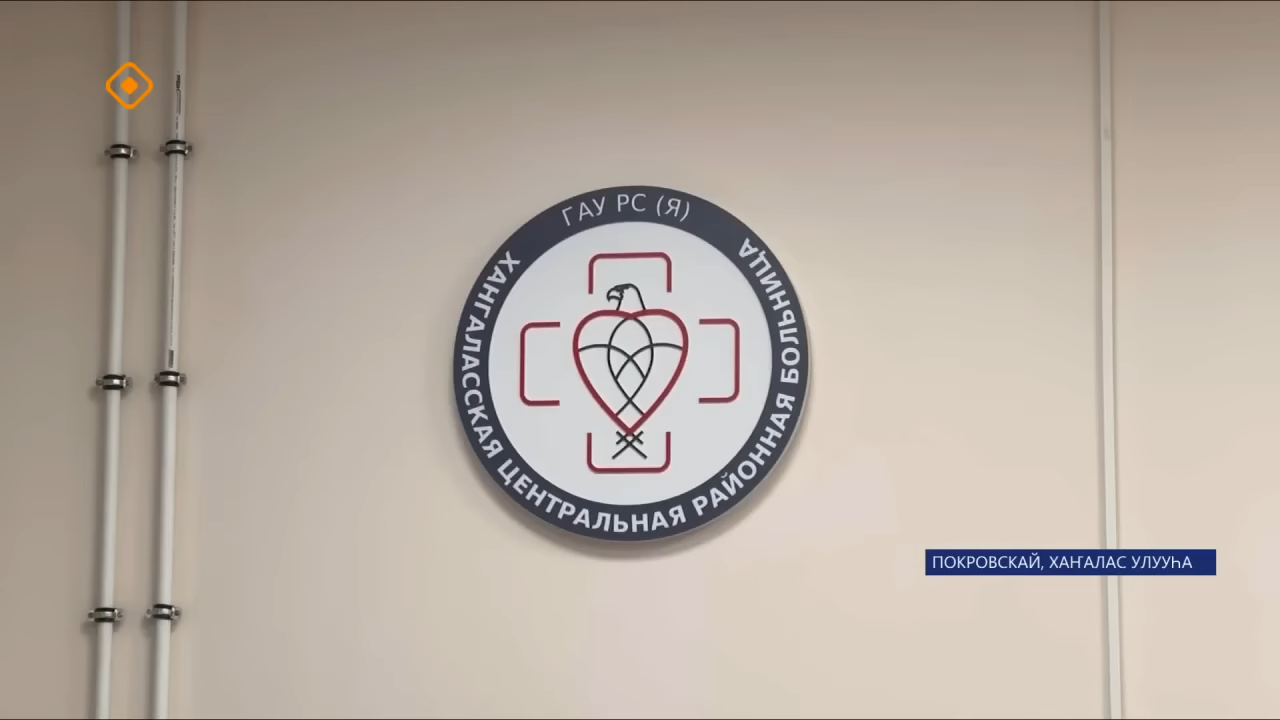 ГАУ РС (Я)
ХАНГАЛАССКАЯ ЦЕНТРАЛЬНАЯ РАЙОННАЯ БОЛЬНИЦА
ПОКРОВСКАЙ, ХАҤАЛАС УЛУУҺА